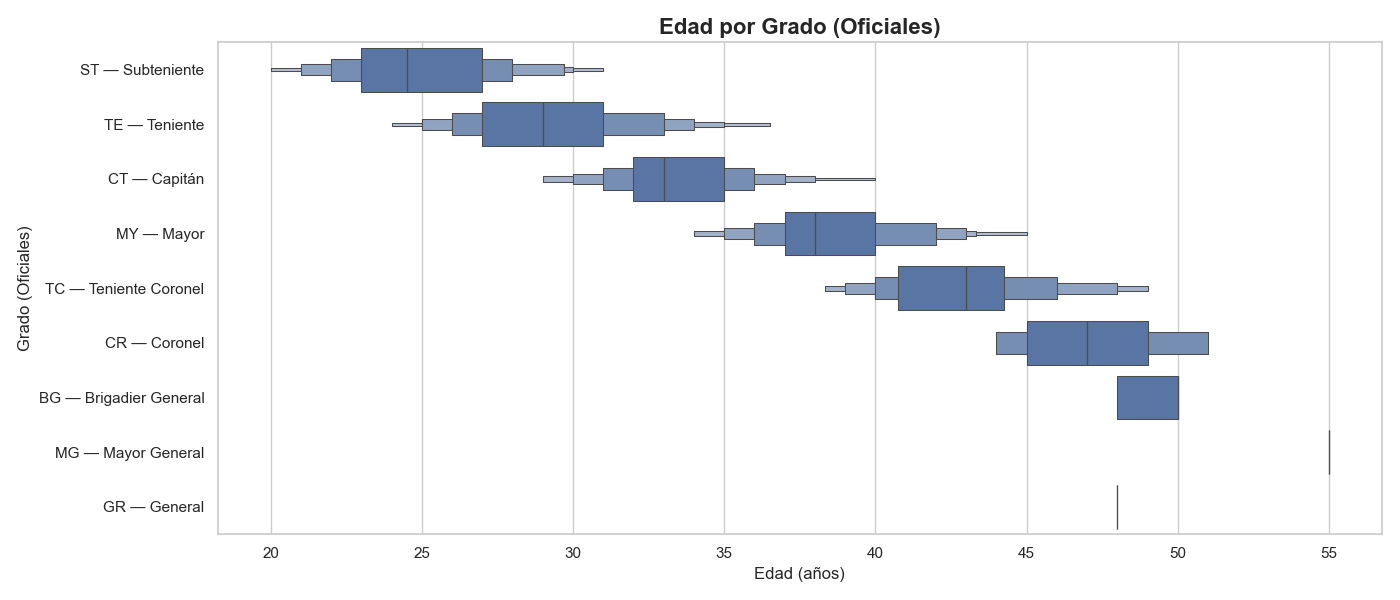 Edad por Grado (Oficiales)
Grado (Oficiales)
ST — Subteniente
TE — Teniente
CT — Capitán
MY — Mayor
TC — Teniente Coronel
CR — Coronel
BG — Brigadier General
MG — Mayor General
GR — General
20 25 30 35 40 45 50 55
Edad (años)